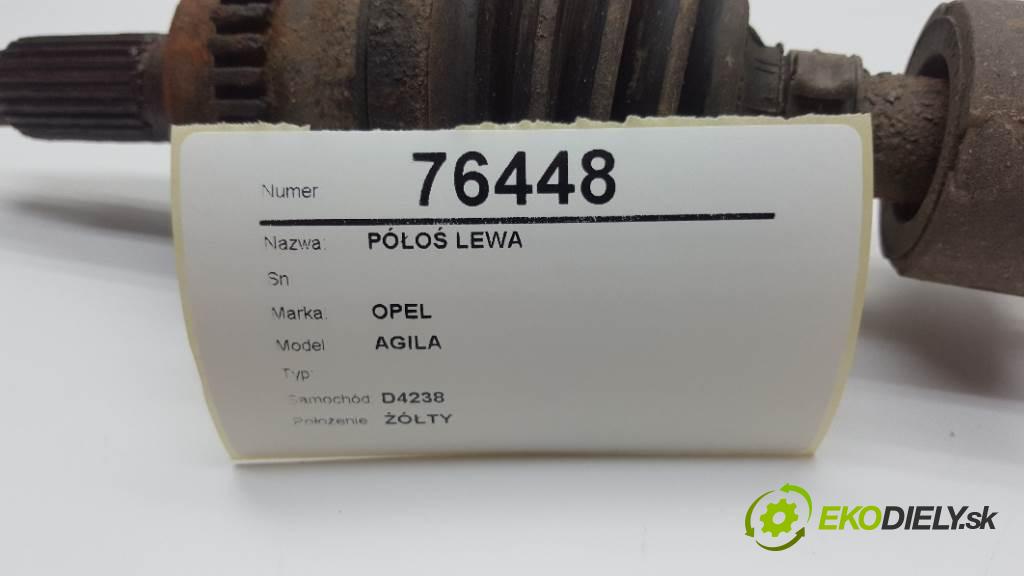 Numer 76448
Nazwa: PÓŁOŚ LEWA
Sn
Marka: OPEL
Model AGILA
Typ:
Samochód: D4238
Położenie ŻÓŁTY
EKODIELY.sk